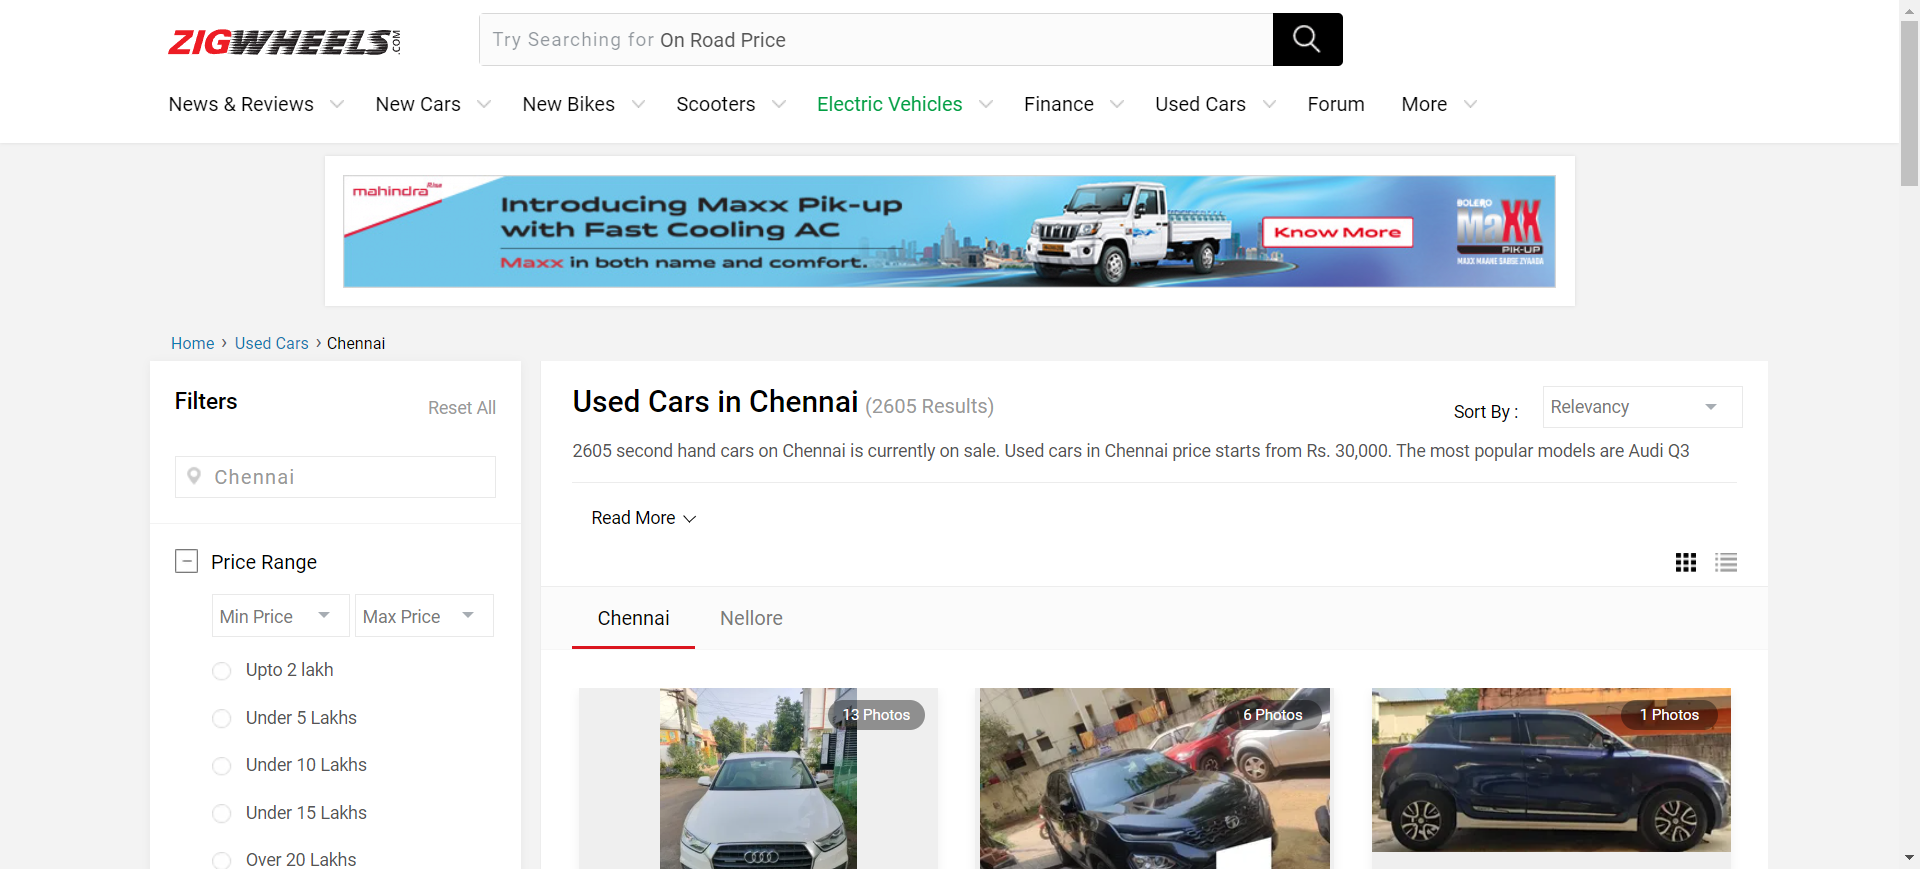 ZIGWHEELS.COM
Try Searching for On Road Price
News & Reviews
New Cars
New Bikes
Scooters
Electric Vehicles
Finance
Used Cars
Forum
More
mahindra Rise
Introducing Maxx Pik-up
with Fast Cooling AC
Maxx in both name and comfort.
Know More
BOLERO
MaXX
PIK-UP
MAXX MAANE SABSE ZYAADA
Home › Used Cars › Chennai
Filters
Reset All
Chennai
Price Range
Min Price
Max Price
Upto 2 lakh
Under 5 Lakhs
Under 10 Lakhs
Under 15 Lakhs
Over 20 Lakhs
Used Cars in Chennai (2605 Results)
Sort By :
Relevancy
2605 second hand cars on Chennai is currently on sale. Used cars in Chennai price starts from Rs. 30,000. The most popular models are Audi Q3
Read More
Chennai
Nellore
13 Photos
6 Photos
1 Photos